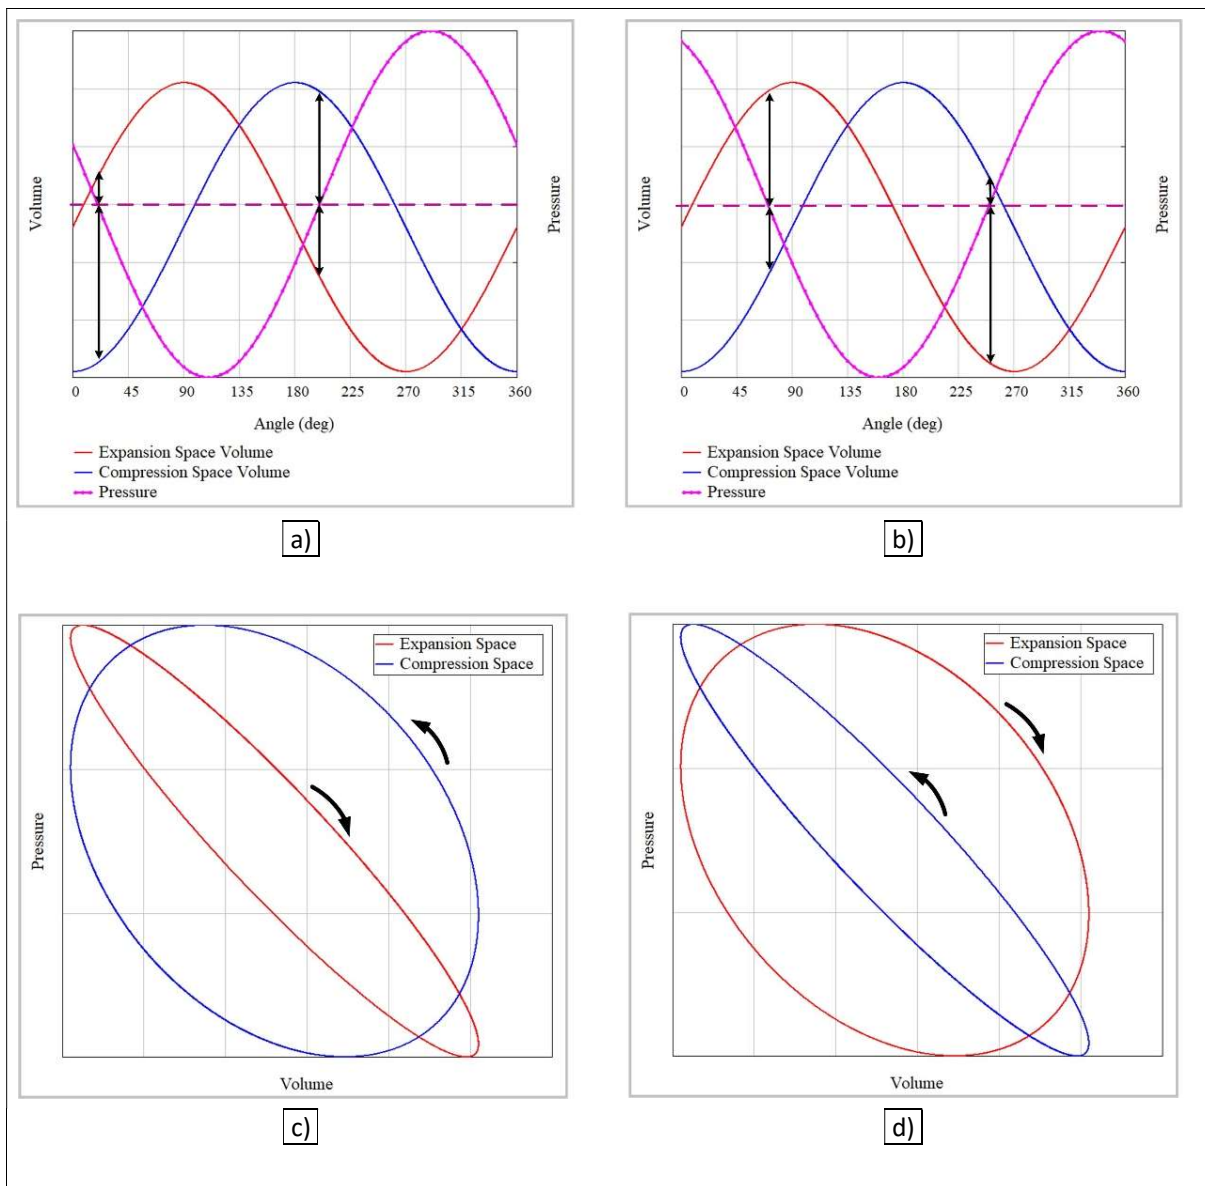 Volume
Pressure
0 45 90 135 180 225 270 315 360
Angle (deg)
Expansion Space Volume
Compression Space Volume
Pressure
a)
Volume
Pressure
0 45 90 135 180 225 270 315 360
Angle (deg)
Expansion Space Volume
Compression Space Volume
Pressure
b)
Expansion Space
Compression Space
Pressure
Volume
c)
Expansion Space
Compression Space
Pressure
Volume
d)